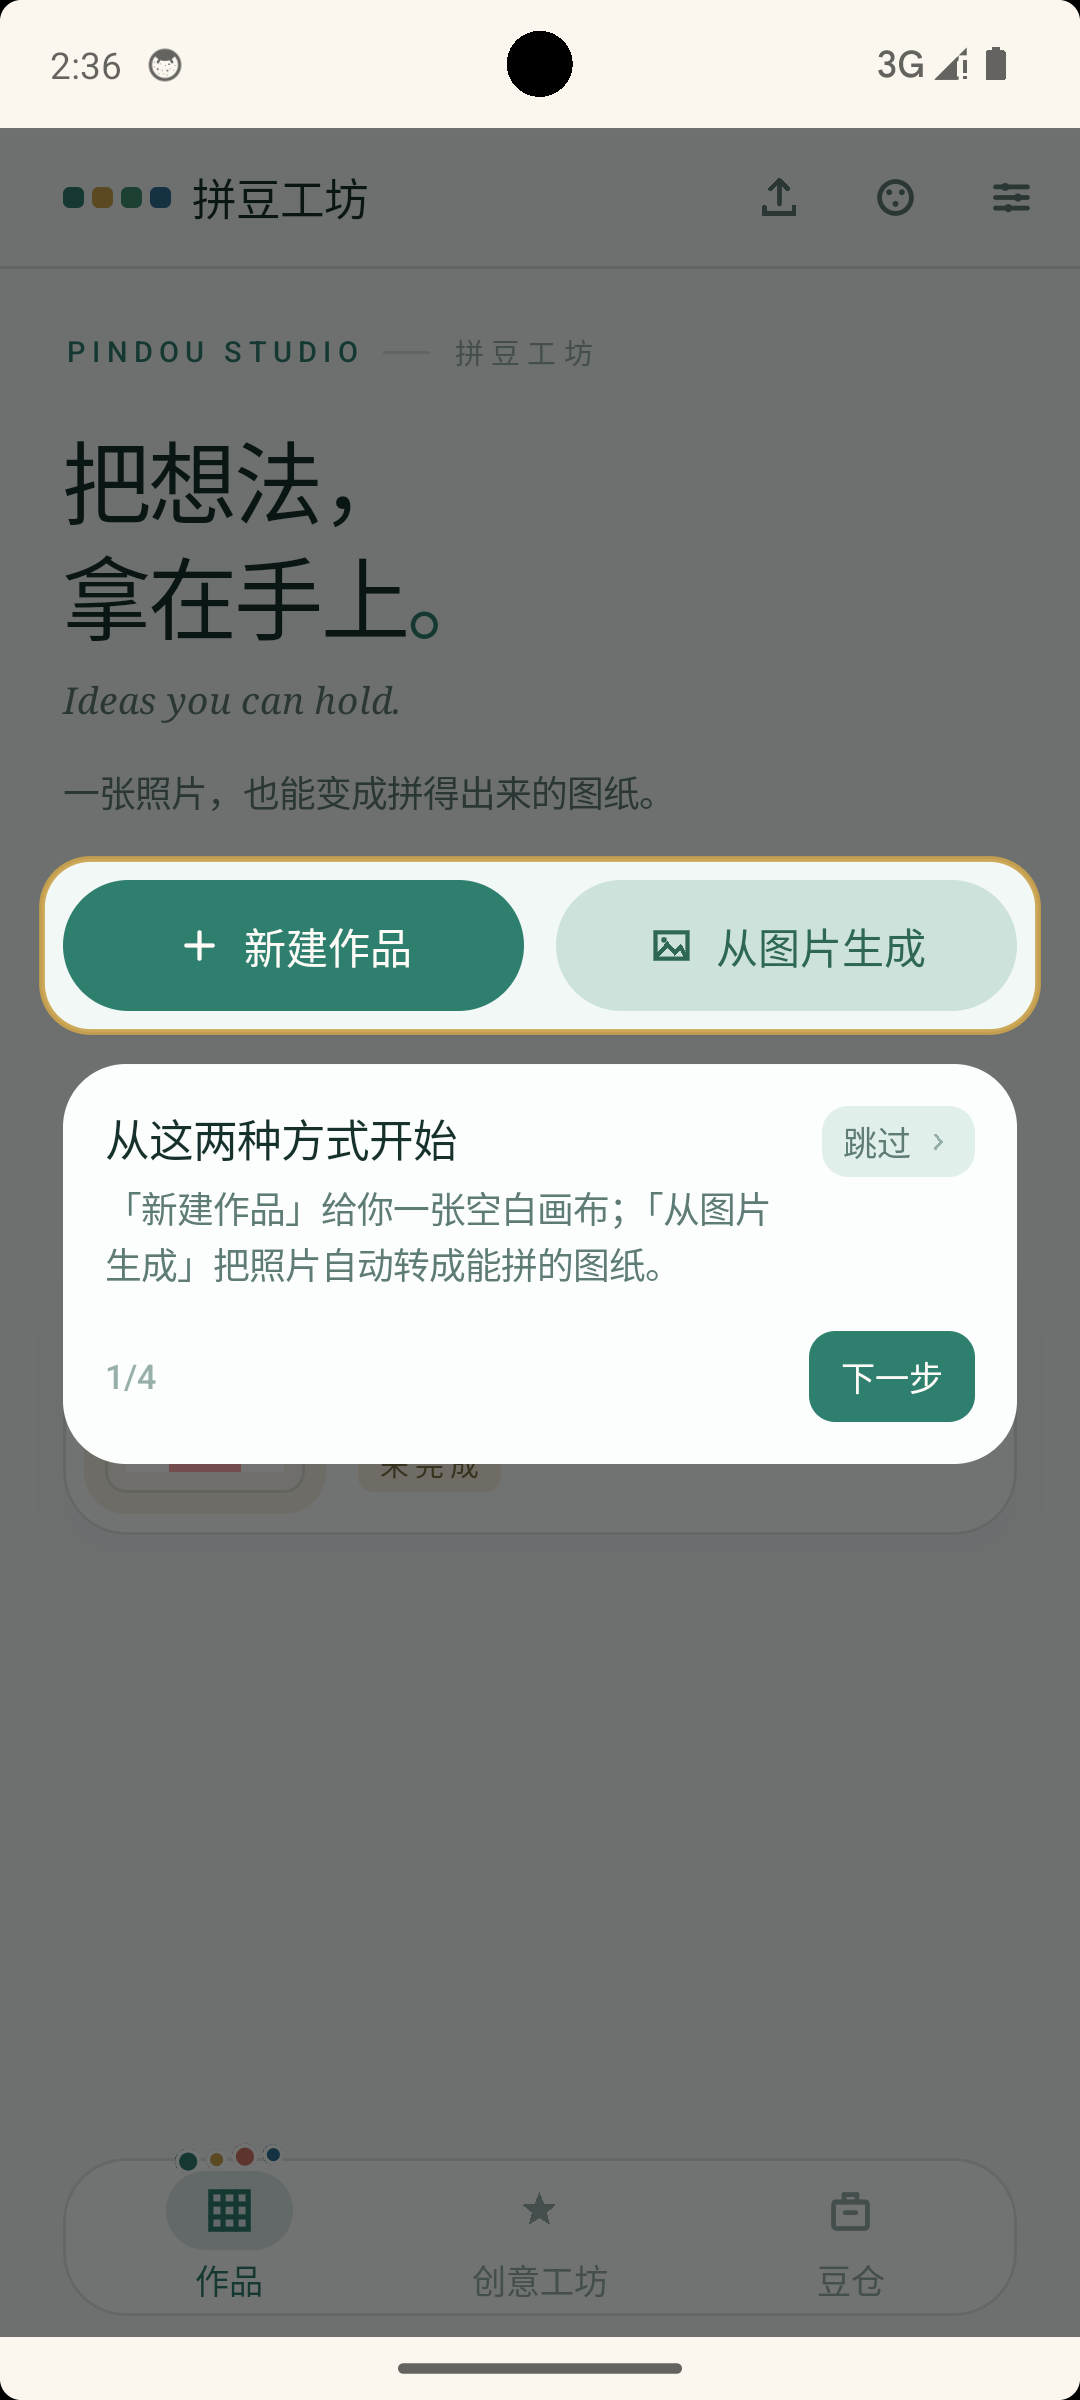 2:36
3G
拼豆工坊
PINDOU STUDIO 拼豆工坊
把想法，
拿在手上。
Ideas you can hold.
一张照片，也能变成拼得出来的图纸。
新建作品
从图片生成
从这两种方式开始
跳过
「新建作品」给你一张空白画布；「从图片
生成」把照片自动转成能拼的图纸。
1/4
下一步
未完成
作品
创意工坊
豆仓